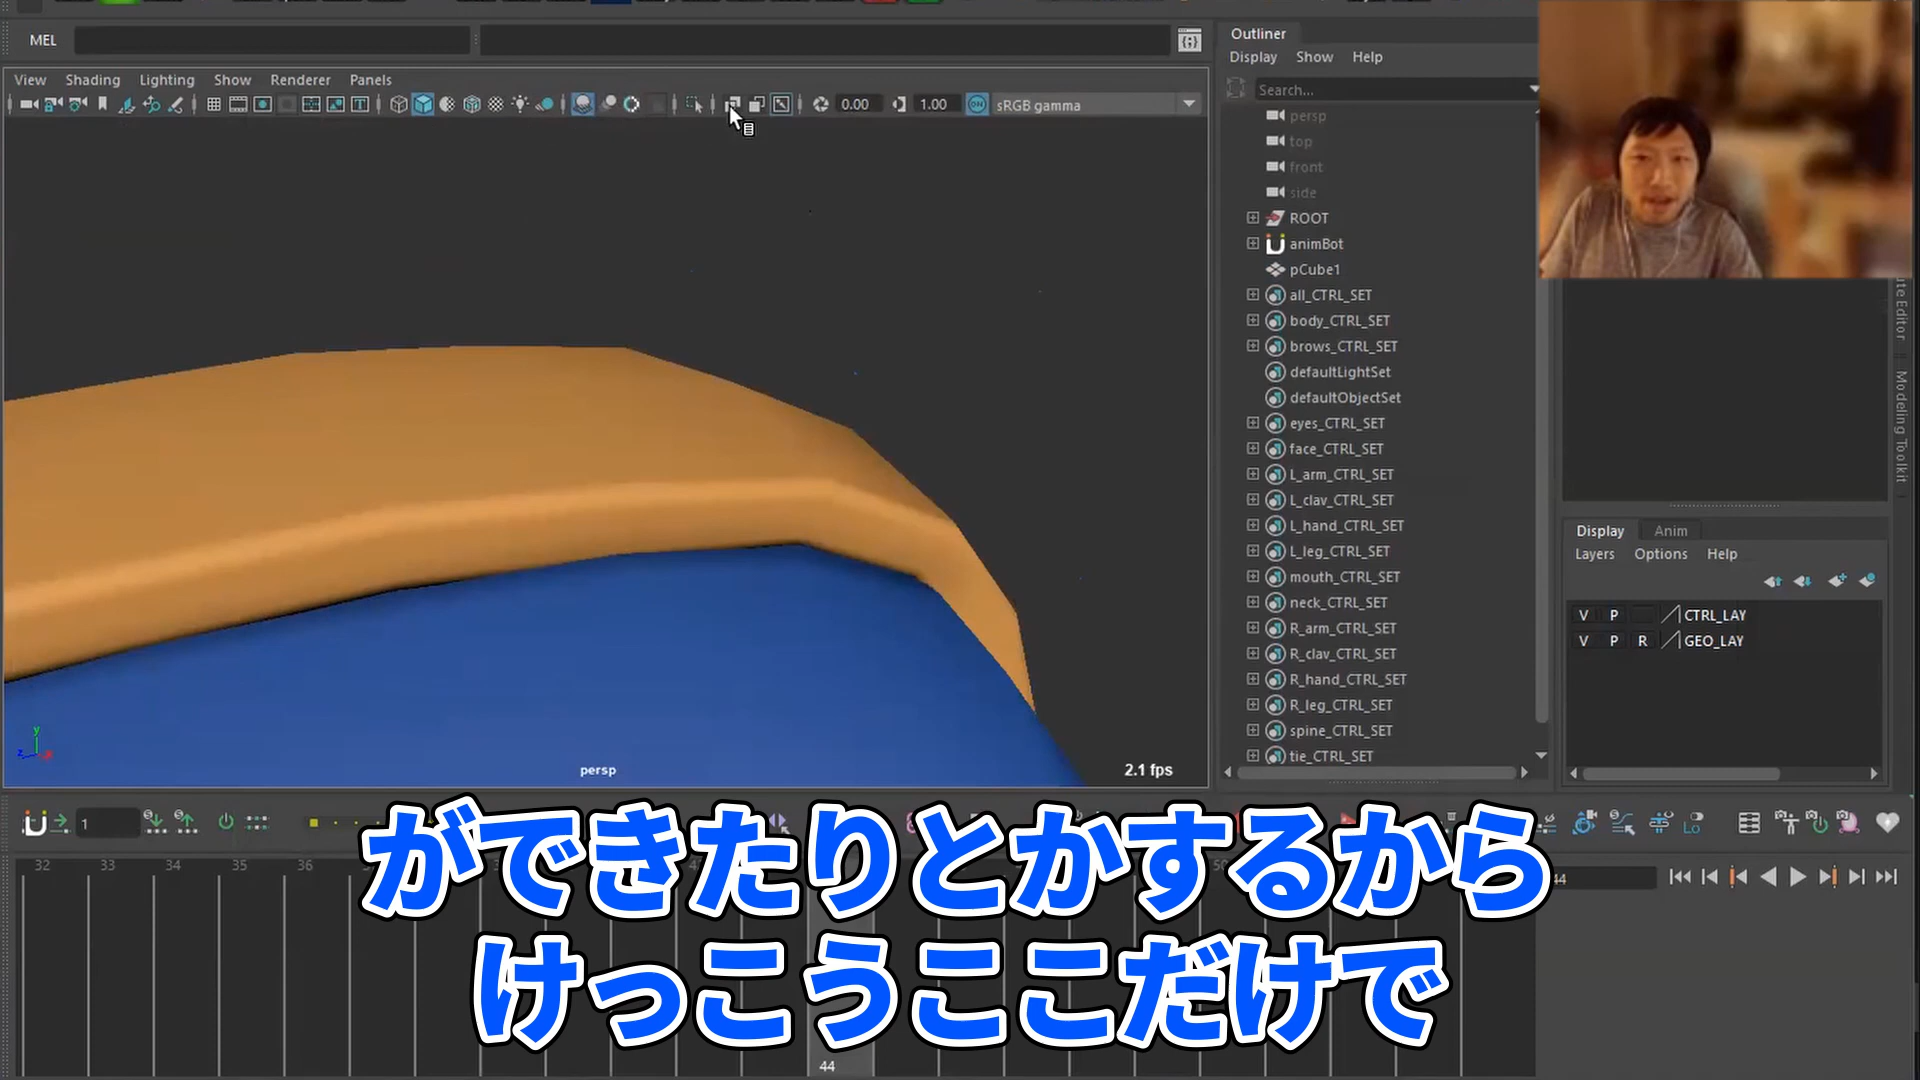 MEL
View Shading Lighting Show Renderer Panels
0.00 1.00 ON sRGB gamma
persp
2.1 fps
Outliner
Display Show Help
Search...
persp
top
front
side
ROOT
animBot
pCube1
all_CTRL_SET
body_CTRL_SET
brows_CTRL_SET
defaultLightSet
defaultObjectSet
eyes_CTRL_SET
face_CTRL_SET
L_arm_CTRL_SET
L_clav_CTRL_SET
L_hand_CTRL_SET
L_leg_CTRL_SET
mouth_CTRL_SET
neck_CTRL_SET
R_arm_CTRL_SET
R_clav_CTRL_SET
R_hand_CTRL_SET
R_leg_CTRL_SET
spine_CTRL_SET
tie_CTRL_SET
ute Editor
Modeling Toolkit
Display Anim
Layers Options Help
V P CTRL_LAY
V P R GEO_LAY
1
32 33 34 35 36
44
44
ができたりとかするから
けっこうここだけで